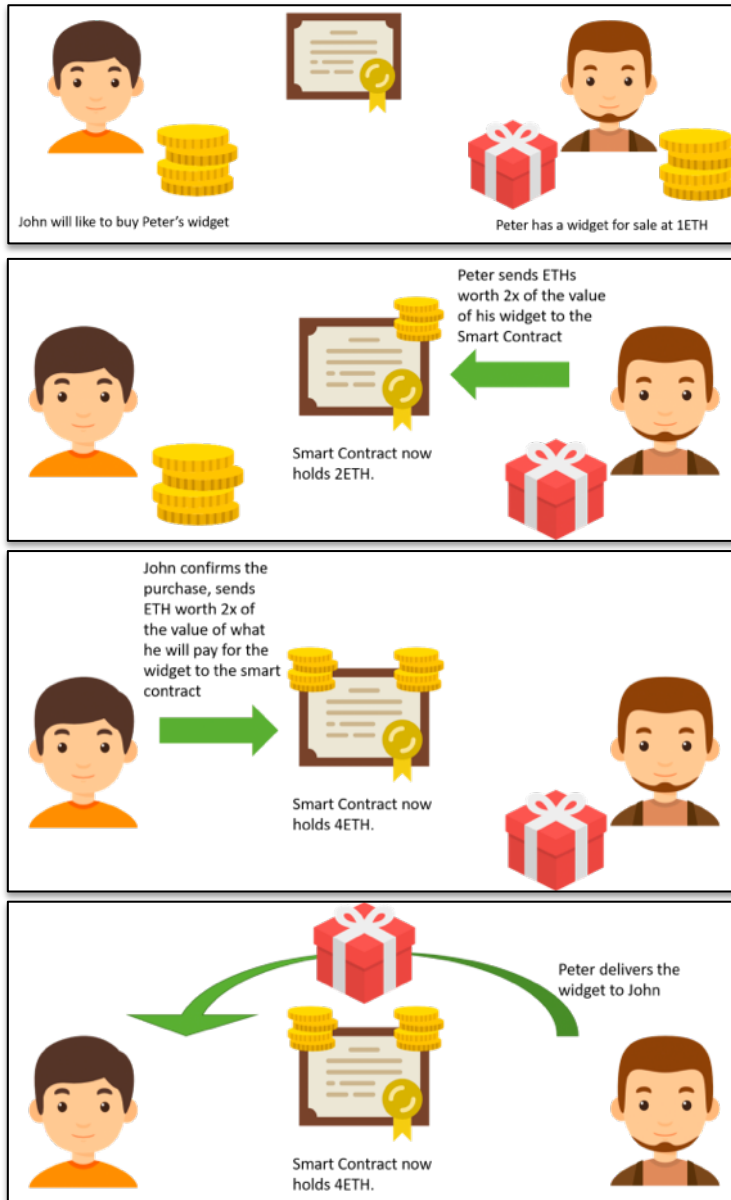 John will like to buy Peter's widget
Peter has a widget for sale at 1ETH
Peter sends ETHs
worth 2x of the value
of his widget to the
Smart Contract
Smart Contract now
holds 2ETH.
John confirms the
purchase, sends
ETH worth 2x of
the value of what
he will pay for the
widget to the smart
contract
Smart Contract now
holds 4ETH.
Peter delivers the
widget to John
Smart Contract now
holds 4ETH.